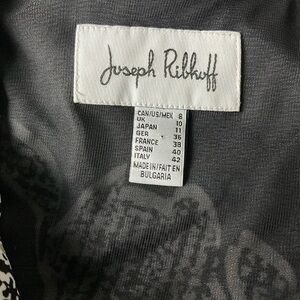 Joseph Ribkoff
CAN/US/MEX 8
UK 10
JAPAN 11
GER 36
FRANCE 38
SPAIN 40
ITALY 42
MADE IN/FAIT EN
BULGARIA